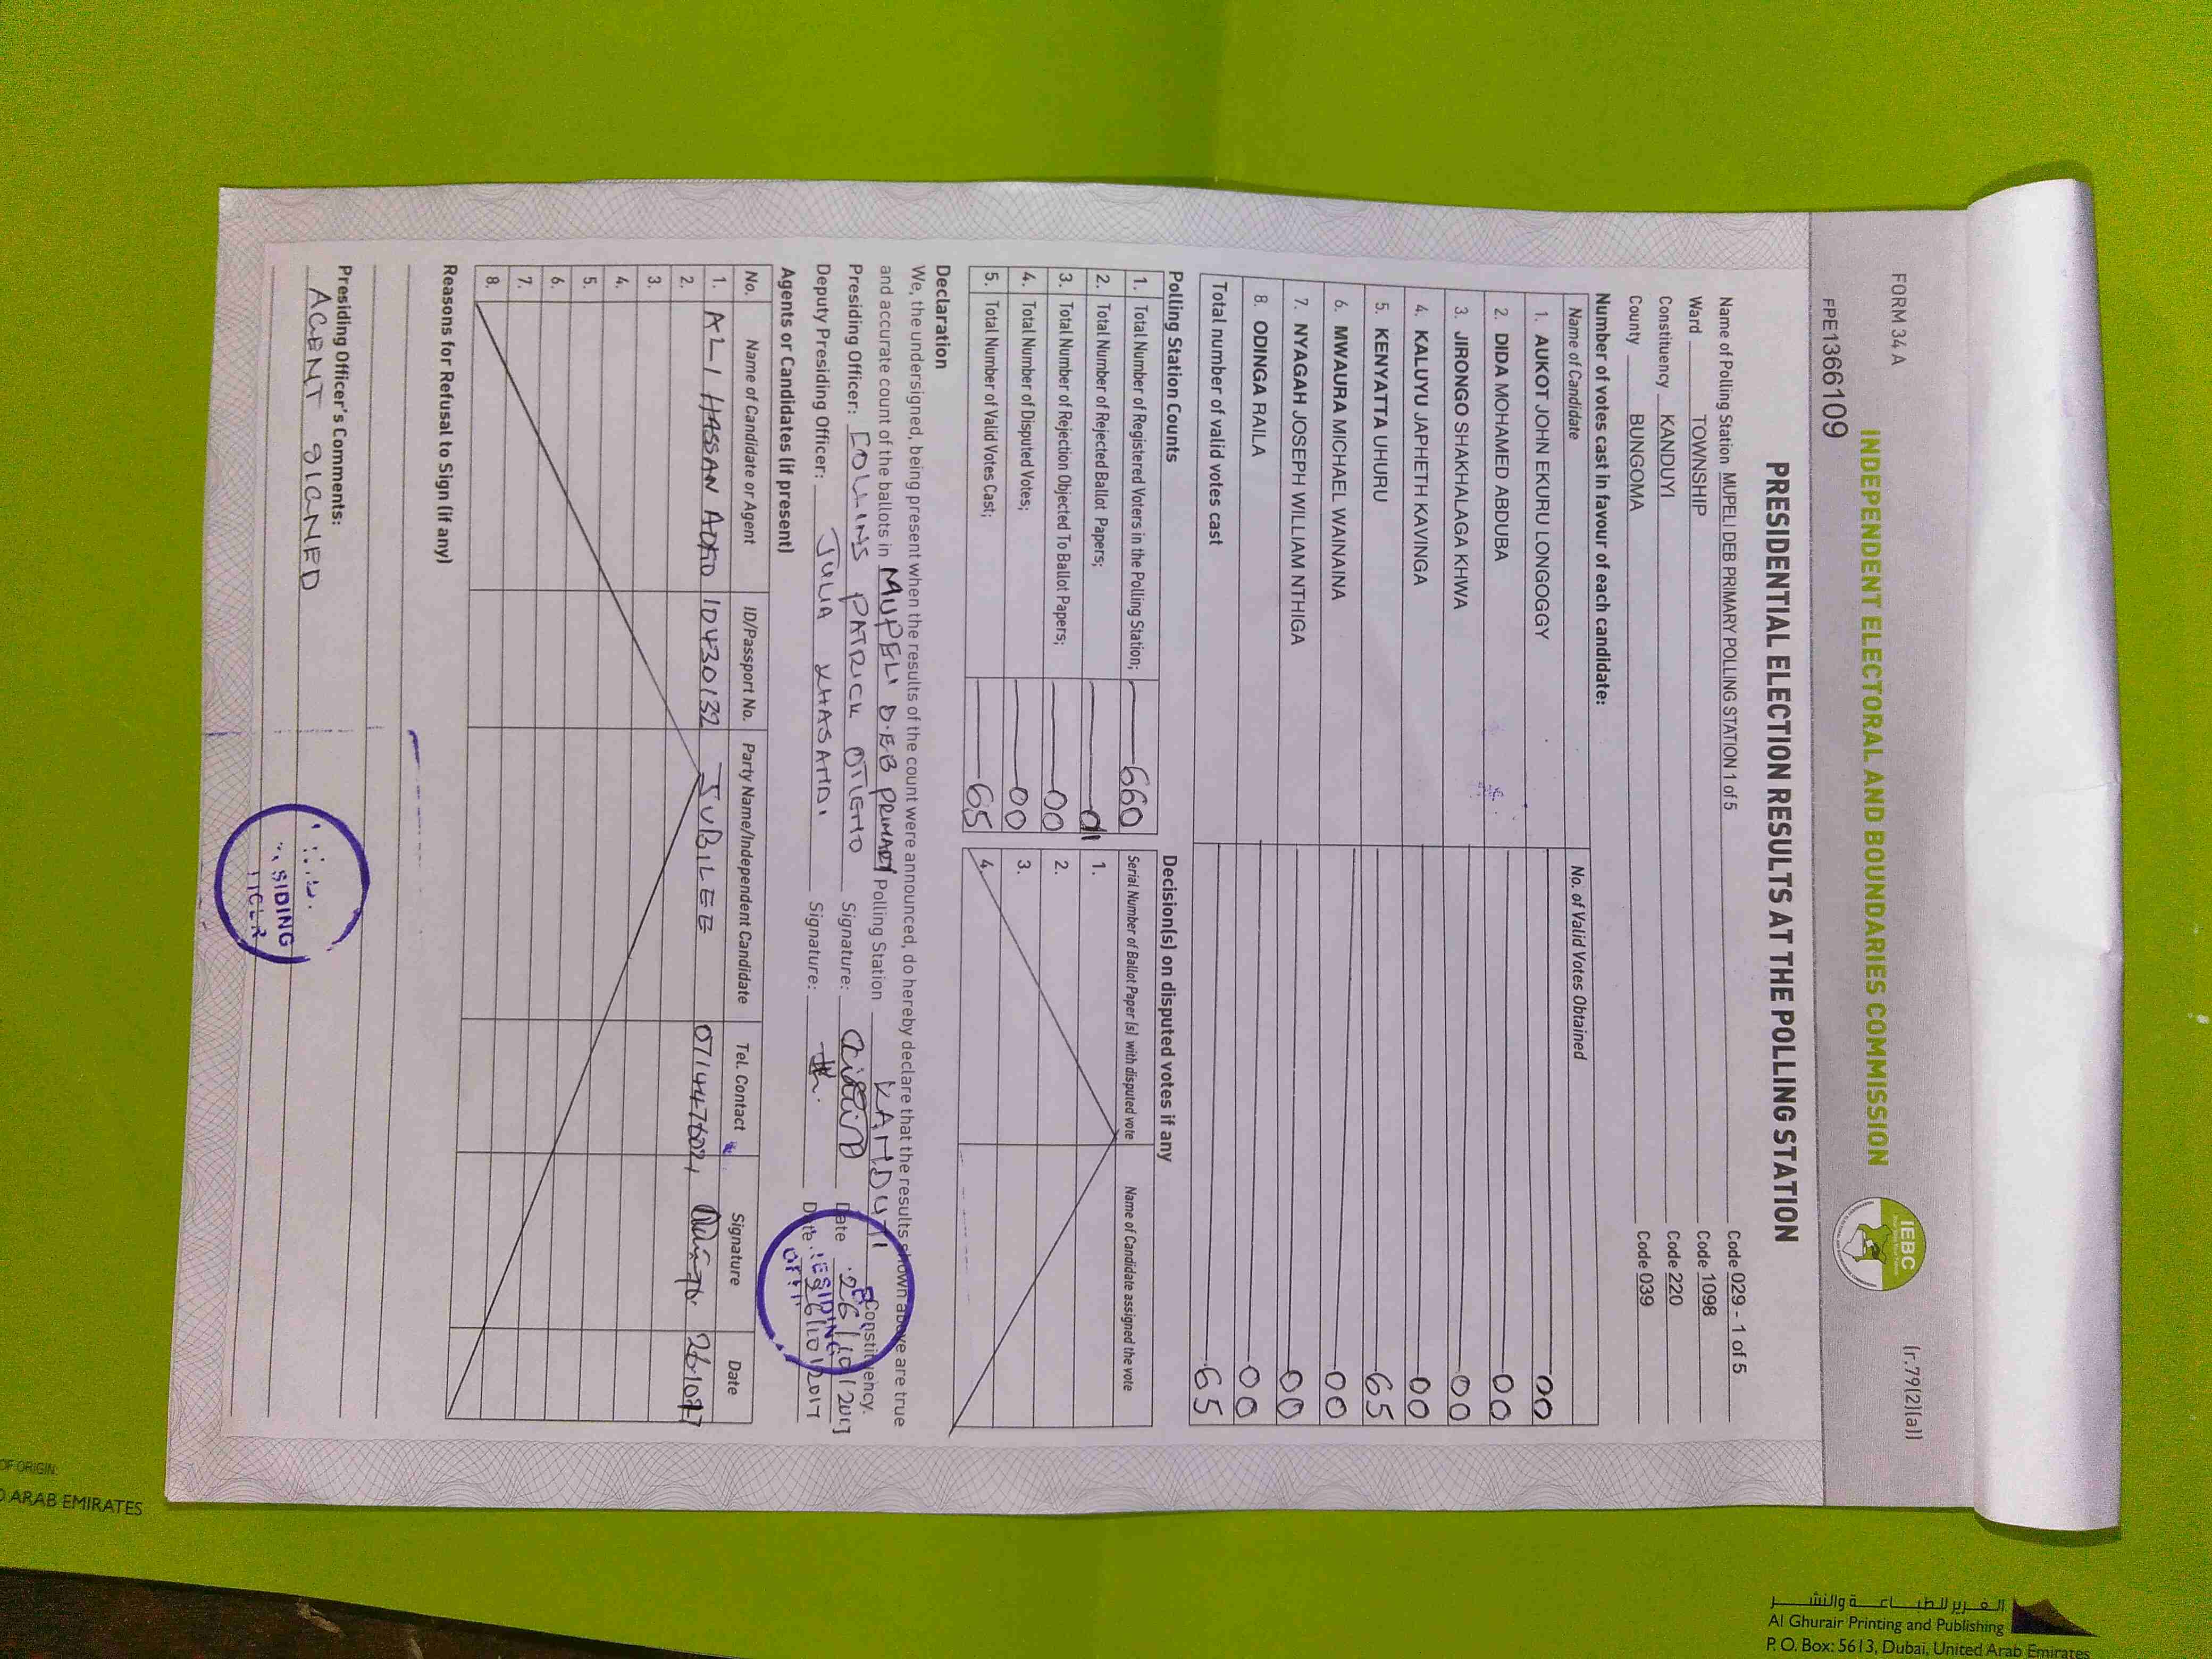 FORM 34 A
(r.79(2)(a))
INDEPENDENT ELECTORAL AND BOUNDARIES COMMISSION
IEBC
FPE1366109
PRESIDENTIAL ELECTION RESULTS AT THE POLLING STATION
Name of Polling Station MUPELI DEB PRIMARY POLLING STATION 1 of 5 Code 029 - 1 of 5
Ward TOWNSHIP Code 1098
Constituency KANDUYI Code 220
County BUNGOMA Code 039
Number of votes cast in favour of each candidate:
Name of Candidate No. of Valid Votes Obtained
1. AUKOT JOHN EKURU LONGOGGY 00
2. DIDA MOHAMED ABDUBA 00
3. JIRONGO SHAKHALAGA KHWA 00
4. KALUYU JAPHETH KAVINGA 00
5. KENYATTA UHURU 65
6. MWAURA MICHAEL WAINAINA 00
7. NYAGAH JOSEPH WILLIAM NTHIGA 00
8. ODINGA RAILA 00
Total number of valid votes cast 65
Polling Station Counts
1. Total Number of Registered Voters in the Polling Station; 660
2. Total Number of Rejected Ballot Papers;
3. Total Number of Rejection Objected To Ballot Papers; 00
4. Total Number of Disputed Votes; 00
5. Total Number of Valid Votes Cast; 65
Decision(s) on disputed votes if any
Serial Number of Ballot Paper (s) with disputed vote Name of Candidate assigned the vote
1.
2.
3.
4.
Declaration
We, the undersigned, being present when the results of the count were announced, do hereby declare that the results shown above are true
and accurate count of the ballots in MUPELI D.E.B PRIMARY Polling Station KANDUYI Constituency.
Presiding Officer: COLLINS PATRICK OTIENO Signature: Date 26/10/2017
Deputy Presiding Officer: JULIA KHASANDI Signature: Date 26/10/2017
PRESIDING
Agents or Candidates (if present)
No. Name of Candidate or Agent ID/Passport No. Party Name/Independent Candidate Tel. Contact Signature Date
1. ALI HASSAN 10430132 JUBILEE
2.
3.
4.
5.
6.
7.
8.
Reasons for Refusal to Sign (if any)
Presiding Officer's Comments:
AGENT SIGNED
SIDING
OF ORIGIN:
ARAB EMIRATES
الغرير للطباعة والنشر
Al Ghurair Printing and Publishing
P. O. Box: 5613, Dubai, United Arab Emirates